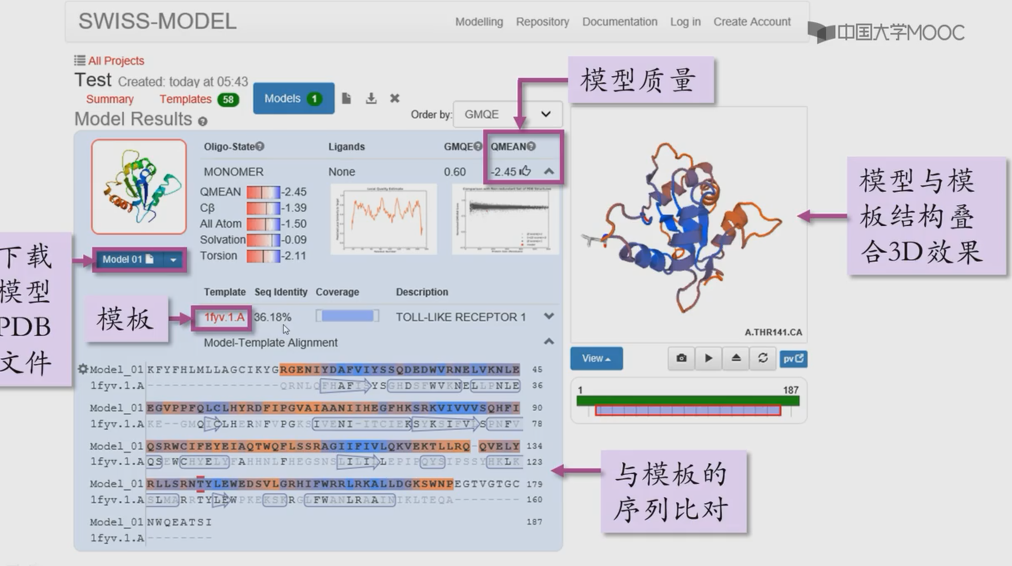 SWISS-MODEL
Modelling Repository Documentation Log in Create Account
中国大学MOOC
All Projects
Test Created: today at 05:43
Summary Templates 58 Models 1
模型质量
Model Results
Order by: GMQE
Oligo-State Ligands GMQE QMEAN
MONOMER None 0.60 -2.45
QMEAN -2.45
Cβ -1.39
All Atom -1.50
Solvation -0.09
Torsion -2.11
模型与模
板结构叠
合3D效果
下载
模型
PDB
文件
Model 01
模板
Template Seq Identity Coverage Description
1fyv.1.A 36.18% TOLL-LIKE RECEPTOR 1
Model-Template Alignment
A.THR141.CA
View
pv
1 187
Model_01 KFYFHLMLLAGCIKYGRGENIYDAFVIYSSQDEDWVRNELVKNLE 45
1fyv.1.A ----------------QRNLQFHAFIYSGHDSFWVKNELLPNLE 36
Model_01 EGVPPFQLCLHYRDFIPGVAIAANIIHEGFHKSRKVIVVVSQHFI 90
1fyv.1.A KE--GMQICLHERNFVPGKSIVENI-ITCIEKSYKSIFVLSPNFV 78
Model_01 QSRWCIFEYEIAQTWQFLSSRAGIIFIVLQKVEKTLLRQ-QVELY 134
1fyv.1.A QSEWCHYELYFAHHNLFHEGSNSLILILLEPIPQYSIPSSYHKLK 123
Model_01 RLLSRNTYLEWEDSVLGRHIFWRRLRKALLDGKSWNPEGTVGTGC 179
1fyv.1.A SLMARRTYLEWPKEKSKRGLFWANLRAAINIKLTEQA-------- 160
Model_01 NWQEATSI 187
1fyv.1.A --------
与模板的
序列比对